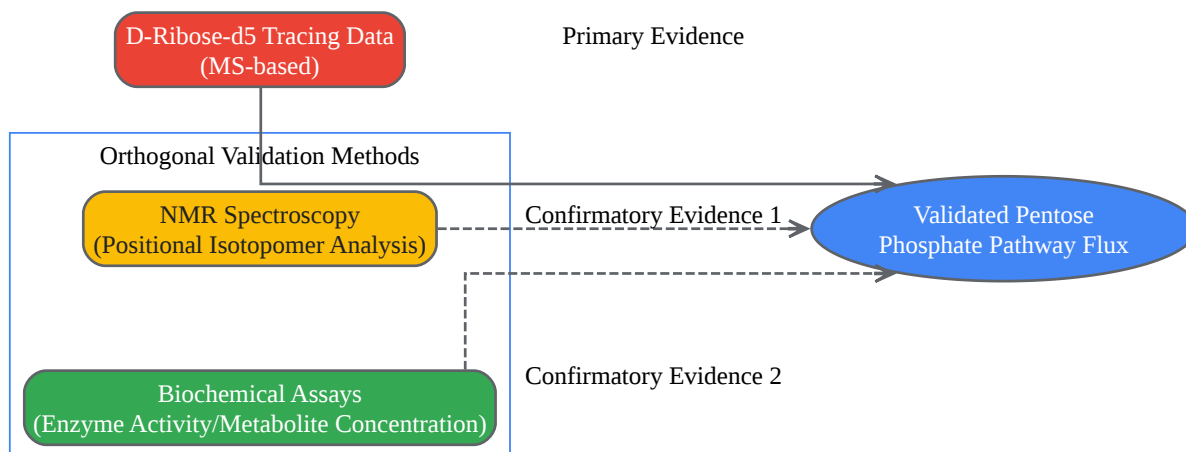 D-Ribose-d5 Tracing Data
(MS-based)
Primary Evidence
Orthogonal Validation Methods
NMR Spectroscopy
(Positional Isotopomer Analysis)
Confirmatory Evidence 1
Validated Pentose
Phosphate Pathway Flux
Confirmatory Evidence 2
Biochemical Assays
(Enzyme Activity/Metabolite Concentration)